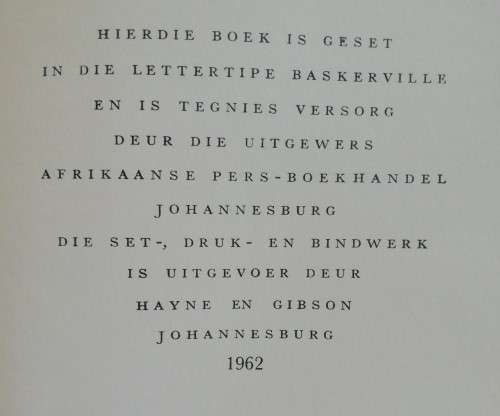 HIERDIE BOEK IS GESET
IN DIE LETTERTIPE BASKERVILLE
EN IS TEGNIES VERSORG
DEUR DIE UITGEWERS
AFRIKAANSE PERS-BOEKHANDEL
JOHANNESBURG
DIE SET-, DRUK- EN BINDWERK
IS UITGEVOER DEUR
HAYNE EN GIBSON
JOHANNESBURG
1962